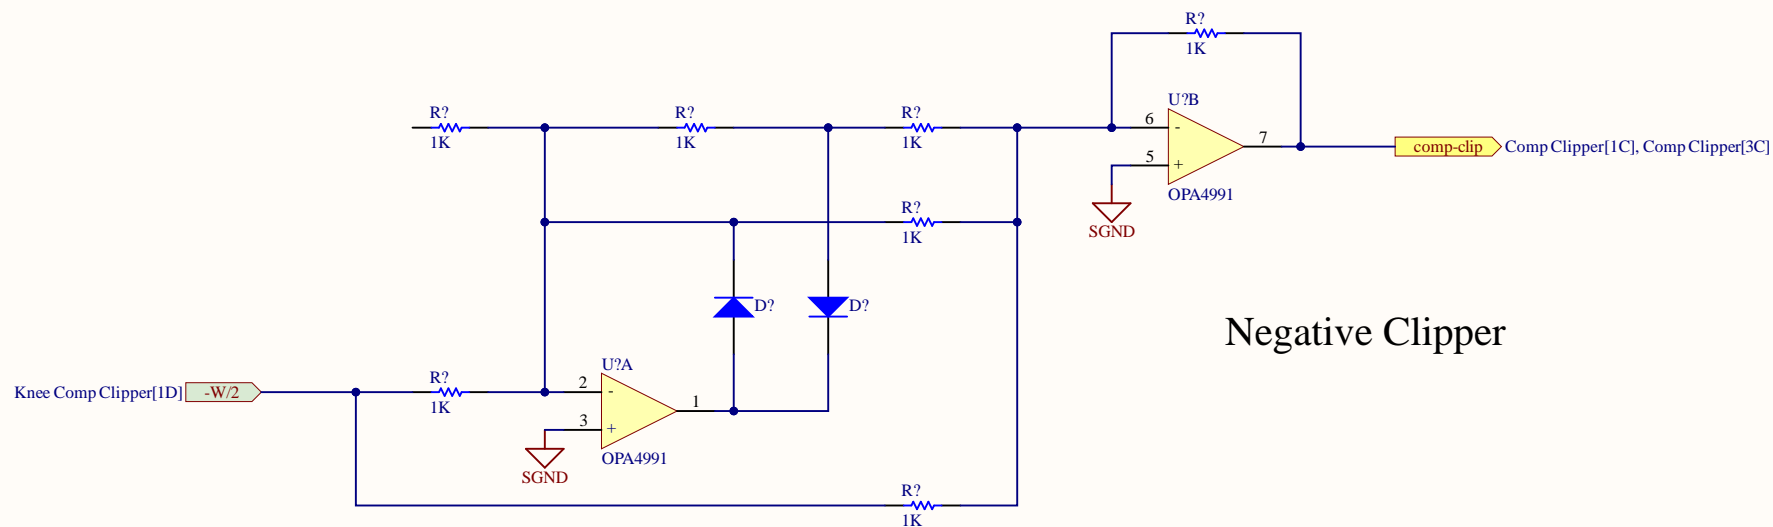 R?
1K
U?B
6
-
7
5
+
OPA4991
SGND
comp-clip
Comp Clipper[1C], Comp Clipper[3C]
R?
1K
R?
1K
R?
1K
R?
1K
D?
D?
Negative Clipper
Knee Comp Clipper[1D]
-W/2
R?
1K
U?A
2
-
1
3
+
OPA4991
SGND
R?
1K